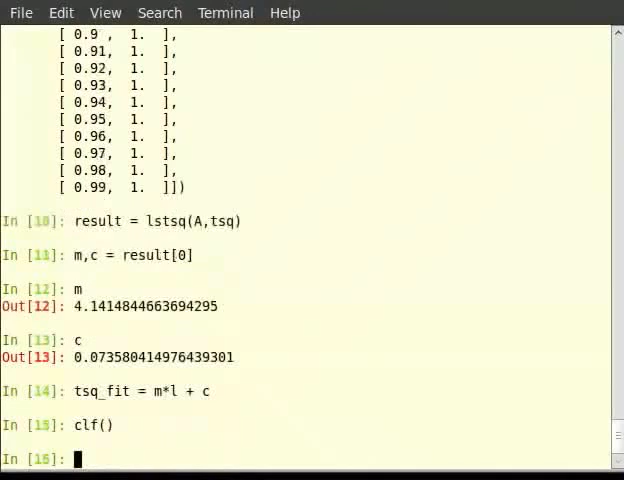 File Edit View Search Terminal Help
[ 0.9 , 1. ],
[ 0.91, 1. ],
[ 0.92, 1. ],
[ 0.93, 1. ],
[ 0.94, 1. ],
[ 0.95, 1. ],
[ 0.96, 1. ],
[ 0.97, 1. ],
[ 0.98, 1. ],
[ 0.99, 1. ]])
In [10]: result = lstsq(A,tsq)
In [11]: m,c = result[0]
In [12]: m
Out[12]: 4.1414844663694295
In [13]: c
Out[13]: 0.073580414976439301
In [14]: tsq_fit = m*l + c
In [15]: clf()
In [16]: